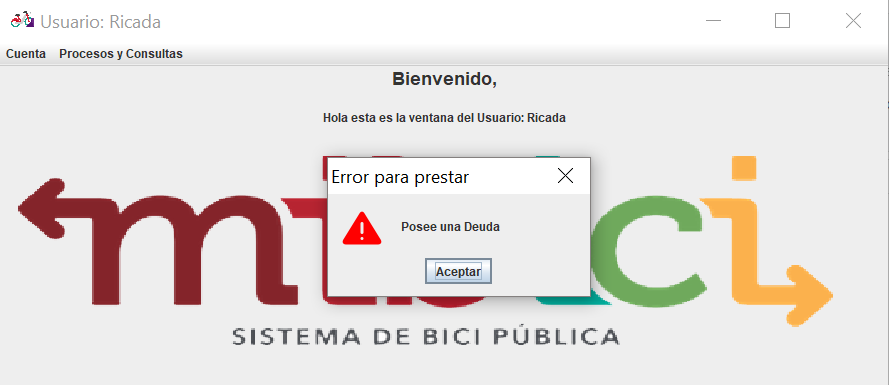 Usuario: Ricada
Cuenta Procesos y Consultas
Bienvenido,
Hola esta es la ventana del Usuario: Ricada
Error para prestar
Posee una Deuda
Aceptar
SISTEMA DE BICI PÚBLICA